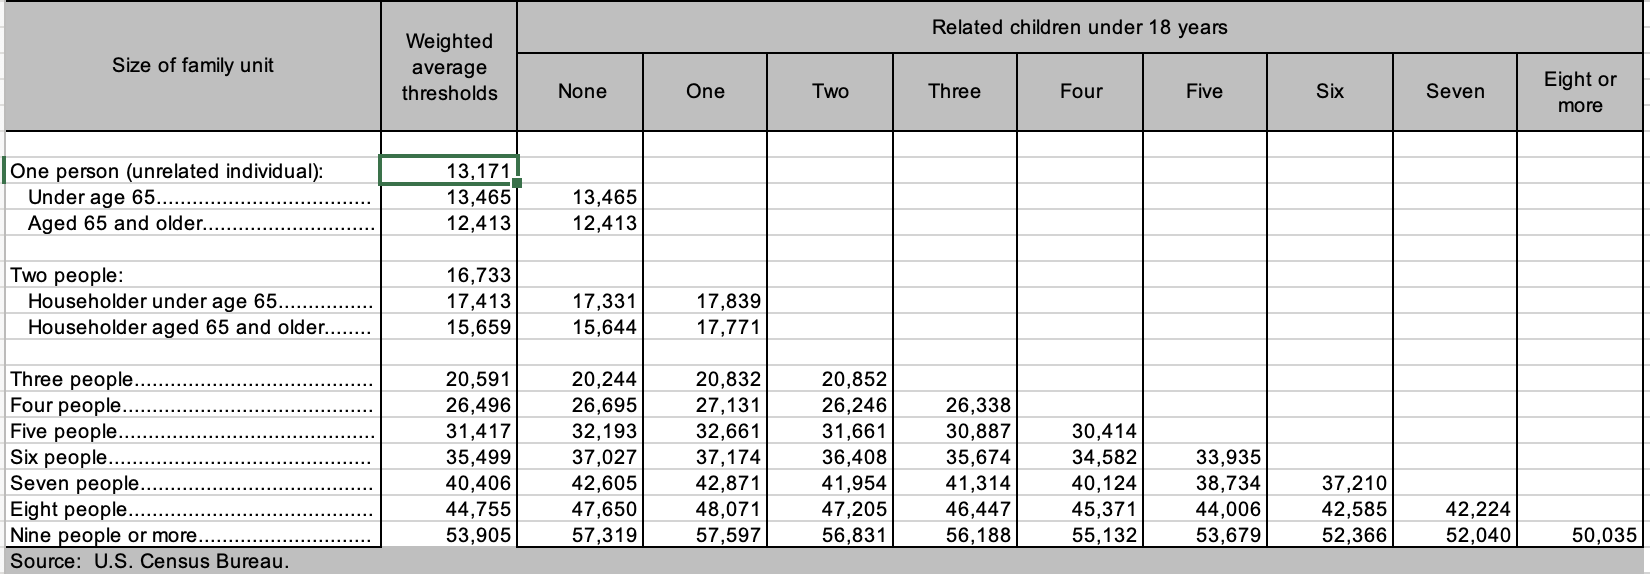 Size of family unit Weighted average thresholds Related children under 18 years
None One Two Three Four Five Six Seven Eight or more
One person (unrelated individual): 13,171
Under age 65...................................... 13,465 13,465
Aged 65 and older............................. 12,413 12,413
Two people: 16,733
Householder under age 65................ 17,413 17,331 17,839
Householder aged 65 and older........ 15,659 15,644 17,771
Three people......................................... 20,591 20,244 20,832 20,852
Four people........................................... 26,496 26,695 27,131 26,246 26,338
Five people............................................ 31,417 32,193 32,661 31,661 30,887 30,414
Six people.............................................. 35,499 37,027 37,174 36,408 35,674 34,582 33,935
Seven people........................................ 40,406 42,605 42,871 41,954 41,314 40,124 38,734 37,210
Eight people.......................................... 44,755 47,650 48,071 47,205 46,447 45,371 44,006 42,585 42,224
Nine people or more.............................. 53,905 57,319 57,597 56,831 56,188 55,132 53,679 52,366 52,040 50,035
Source: U.S. Census Bureau.